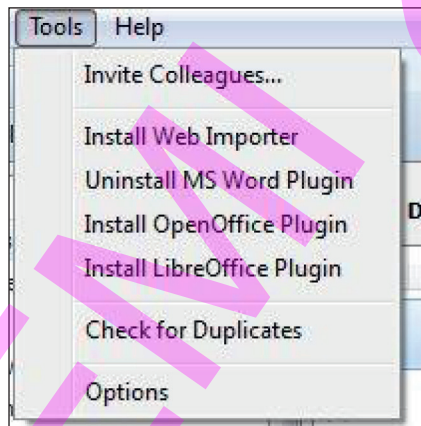 Tools Help
Invite Colleagues...
Install Web Importer
Uninstall MS Word Plugin
Install OpenOffice Plugin
Install LibreOffice Plugin
Check for Duplicates
Options